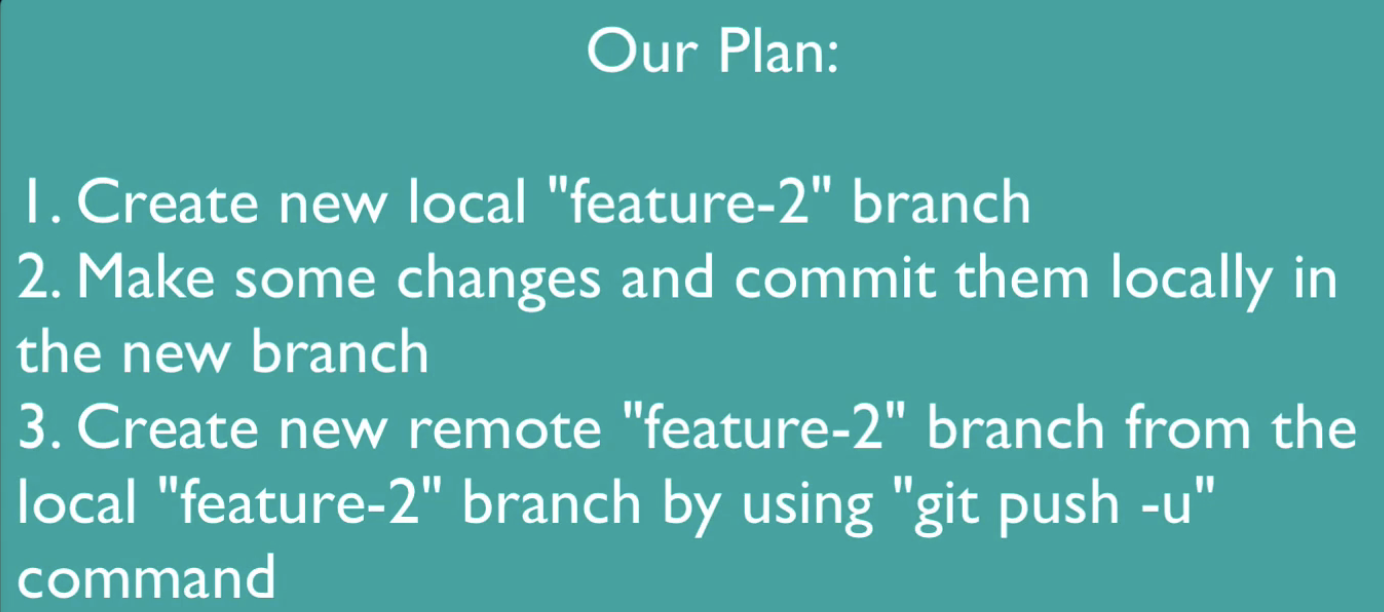 Our Plan:
1. Create new local "feature-2" branch
2. Make some changes and commit them locally in
the new branch
3. Create new remote "feature-2" branch from the
local "feature-2" branch by using "git push -u"
command